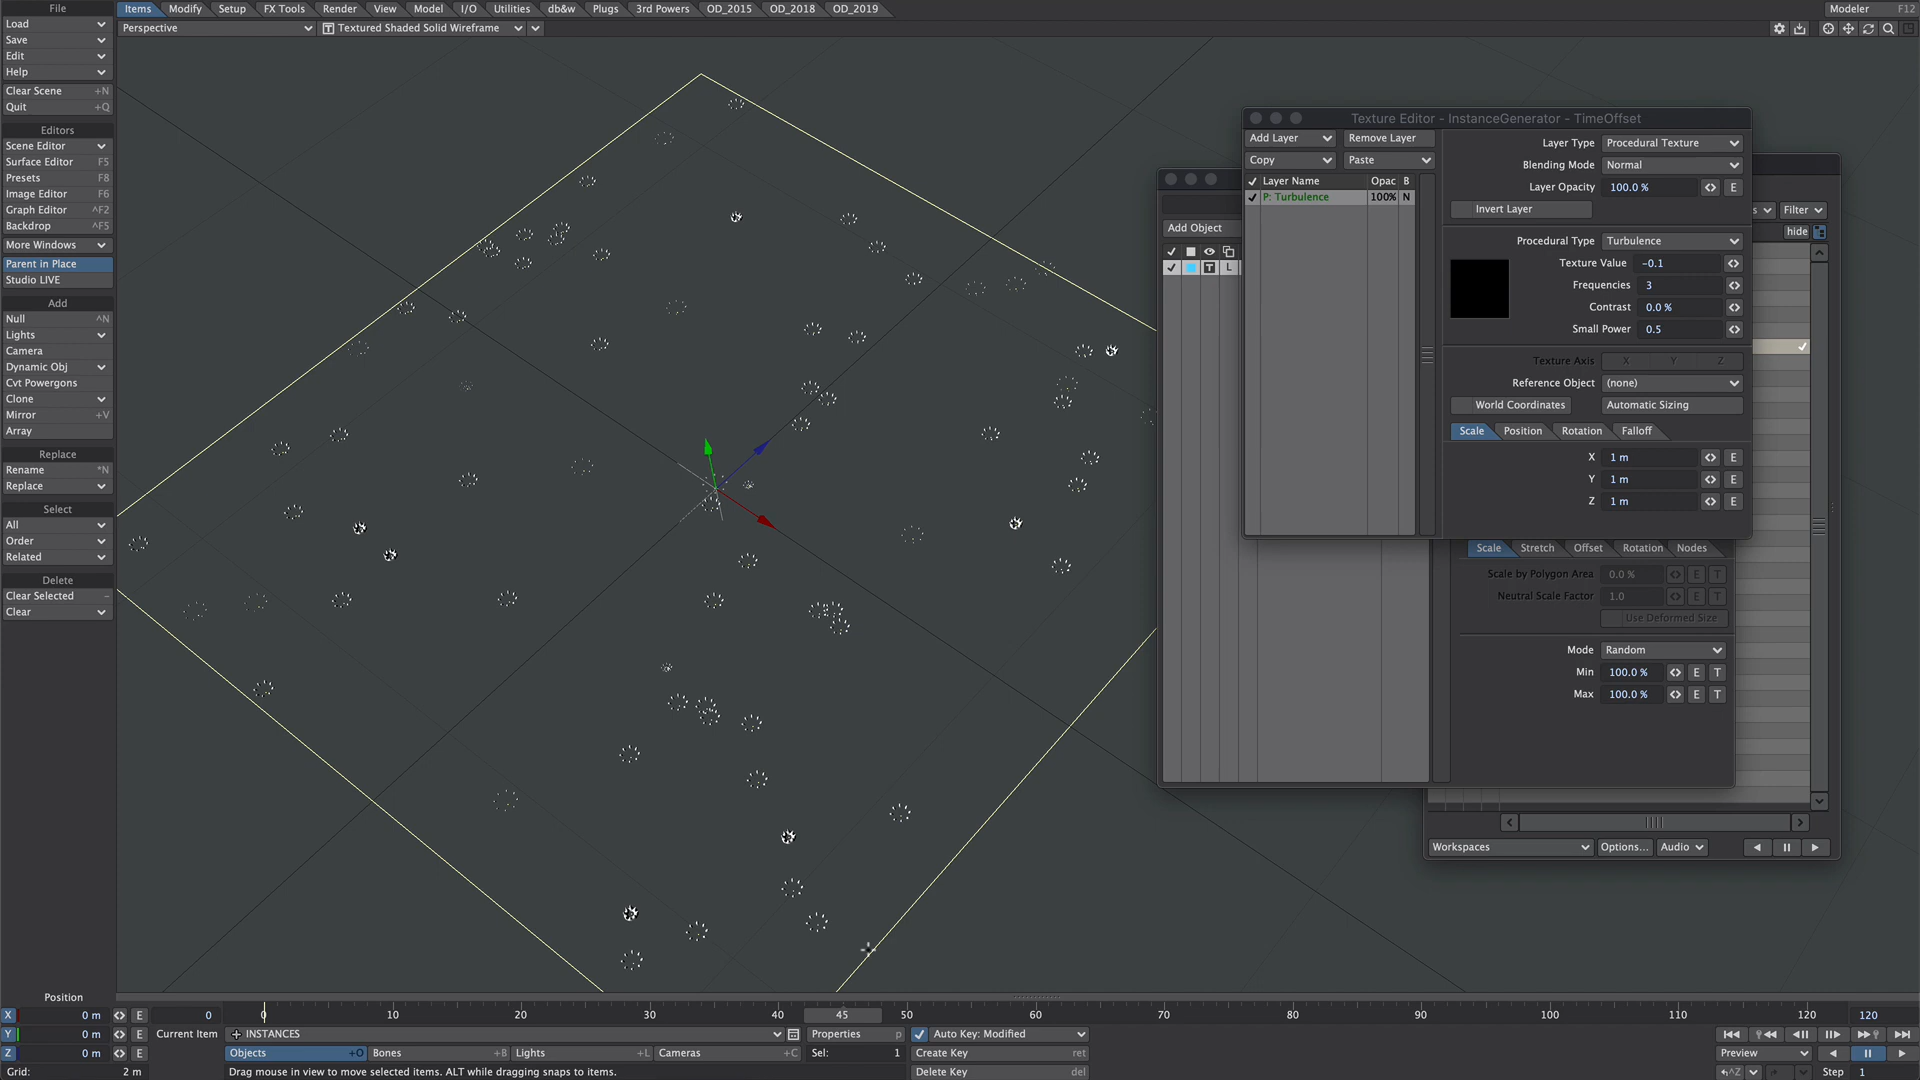 File
Items Modify Setup FX Tools Render View Model I/O Utilities db&w Plugs 3rd Powers OD_2015 OD_2018 OD_2019
Modeler F12
Load
Save
Edit
Help
Clear Scene +N
Quit +Q
Editors
Scene Editor
Surface Editor F5
Presets F8
Image Editor F6
Graph Editor ^F2
Backdrop ^F5
More Windows
Parent in Place
Studio LIVE
Add
Null ^N
Lights
Camera
Dynamic Obj
Cvt Powergons
Clone
Mirror +V
Array
Replace
Rename *N
Replace
Select
All
Order
Related
Delete
Clear Selected –
Clear
Perspective
T Textured Shaded Solid Wireframe
Texture Editor - InstanceGenerator - TimeOffset
Add Layer Remove Layer
Copy Paste
Layer Name Opac B
P: Turbulence 100% N
Layer Type Procedural Texture
Blending Mode Normal
Layer Opacity 100.0 % E
Invert Layer
Procedural Type Turbulence
Texture Value -0.1
Frequencies 3
Contrast 0.0 %
Small Power 0.5
Texture Axis X Y Z
Reference Object (none)
World Coordinates Automatic Sizing
Scale Position Rotation Falloff
X 1 m E
Y 1 m E
Z 1 m E
Add Object
T L
s Filter
hide
Scale Stretch Offset Rotation Nodes
Scale by Polygon Area 0.0 % E T
Neutral Scale Factor 1.0 E T
Use Deformed Size
Mode Random
Min 100.0 % E T
Max 100.0 % E T
Workspaces Options... Audio
Position
X 0 m E
Y 0 m E
Z 0 m E
Grid: 2 m
0 0 10 20 30 40 45 50 60 70 80 90 100 110 120 120
Current Item INSTANCES Properties p Auto Key: Modified
Objects +O Bones +B Lights +L Cameras +C Sel: 1 Create Key ret
Drag mouse in view to move selected items. ALT while dragging snaps to items. Delete Key del
Preview
^Z Step 1